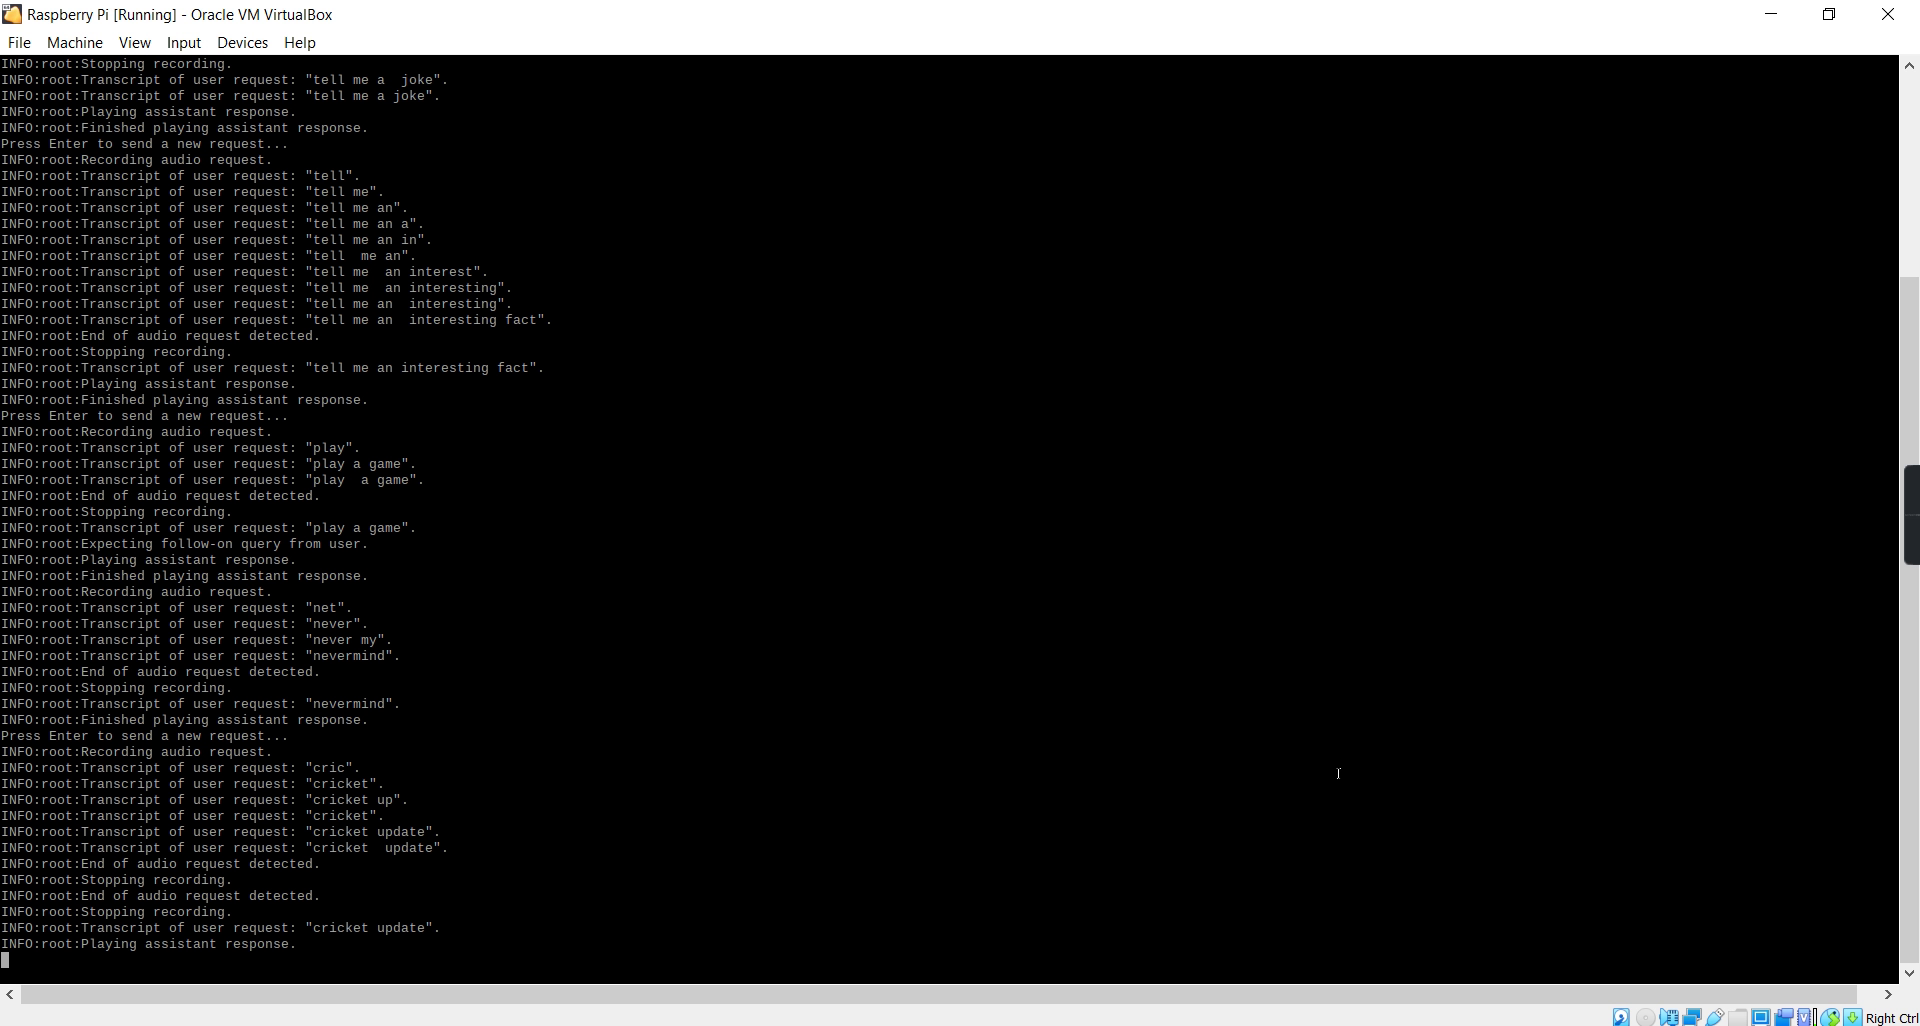 Raspberry Pi [Running] - Oracle VM VirtualBox
File Machine View Input Devices Help
INFO:root:Stopping recording.
INFO:root:Transcript of user request: "tell me a  joke".
INFO:root:Transcript of user request: "tell me a joke".
INFO:root:Playing assistant response.
INFO:root:Finished playing assistant response.
Press Enter to send a new request...
INFO:root:Recording audio request.
INFO:root:Transcript of user request: "tell".
INFO:root:Transcript of user request: "tell me".
INFO:root:Transcript of user request: "tell me an".
INFO:root:Transcript of user request: "tell me an a".
INFO:root:Transcript of user request: "tell me an in".
INFO:root:Transcript of user request: "tell  me an".
INFO:root:Transcript of user request: "tell me  an interest".
INFO:root:Transcript of user request: "tell me  an interesting".
INFO:root:Transcript of user request: "tell me an  interesting".
INFO:root:Transcript of user request: "tell me an  interesting fact".
INFO:root:End of audio request detected.
INFO:root:Stopping recording.
INFO:root:Transcript of user request: "tell me an interesting fact".
INFO:root:Playing assistant response.
INFO:root:Finished playing assistant response.
Press Enter to send a new request...
INFO:root:Recording audio request.
INFO:root:Transcript of user request: "play".
INFO:root:Transcript of user request: "play a game".
INFO:root:Transcript of user request: "play  a game".
INFO:root:End of audio request detected.
INFO:root:Stopping recording.
INFO:root:Transcript of user request: "play a game".
INFO:root:Expecting follow-on query from user.
INFO:root:Playing assistant response.
INFO:root:Finished playing assistant response.
INFO:root:Recording audio request.
INFO:root:Transcript of user request: "net".
INFO:root:Transcript of user request: "never".
INFO:root:Transcript of user request: "never my".
INFO:root:Transcript of user request: "nevermind".
INFO:root:End of audio request detected.
INFO:root:Stopping recording.
INFO:root:Transcript of user request: "nevermind".
INFO:root:Finished playing assistant response.
Press Enter to send a new request...
INFO:root:Recording audio request.
INFO:root:Transcript of user request: "cric".
INFO:root:Transcript of user request: "cricket".
INFO:root:Transcript of user request: "cricket up".
INFO:root:Transcript of user request: "cricket".
INFO:root:Transcript of user request: "cricket update".
INFO:root:Transcript of user request: "cricket  update".
INFO:root:End of audio request detected.
INFO:root:Stopping recording.
INFO:root:End of audio request detected.
INFO:root:Stopping recording.
INFO:root:Transcript of user request: "cricket update".
INFO:root:Playing assistant response.
Right Ctrl